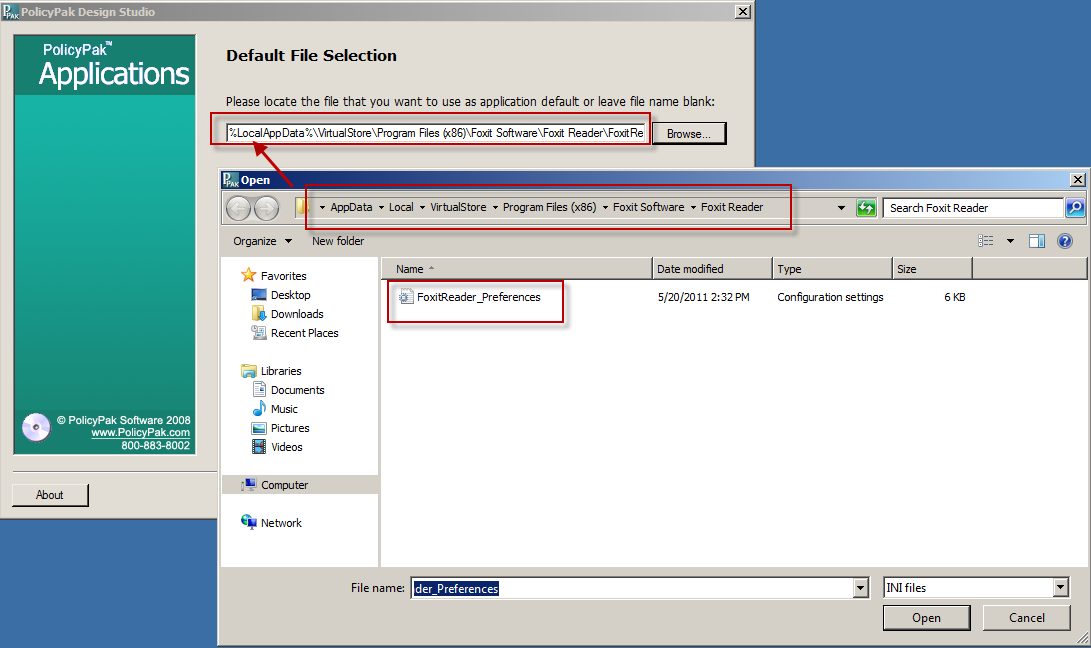 PPAK PolicyPak Design Studio
PolicyPak™
Applications
Default File Selection
Please locate the file that you want to use as application default or leave file name blank:
%LocalAppData%\VirtualStore\Program Files (x86)\Foxit Software\Foxit Reader\FoxitRe
Browse...
PPAK Open
AppData Local VirtualStore Program Files (x86) Foxit Software Foxit Reader
Search Foxit Reader
Organize New folder
Favorites
Desktop
Downloads
Recent Places
Libraries
Documents
Music
Pictures
Videos
Computer
Network
Name Date modified Type Size
FoxitReader_Preferences 5/20/2011 2:32 PM Configuration settings 6 KB
© PolicyPak Software 2008
www.PolicyPak.com
800-883-8002
About
File name: der_Preferences INI files
Open Cancel